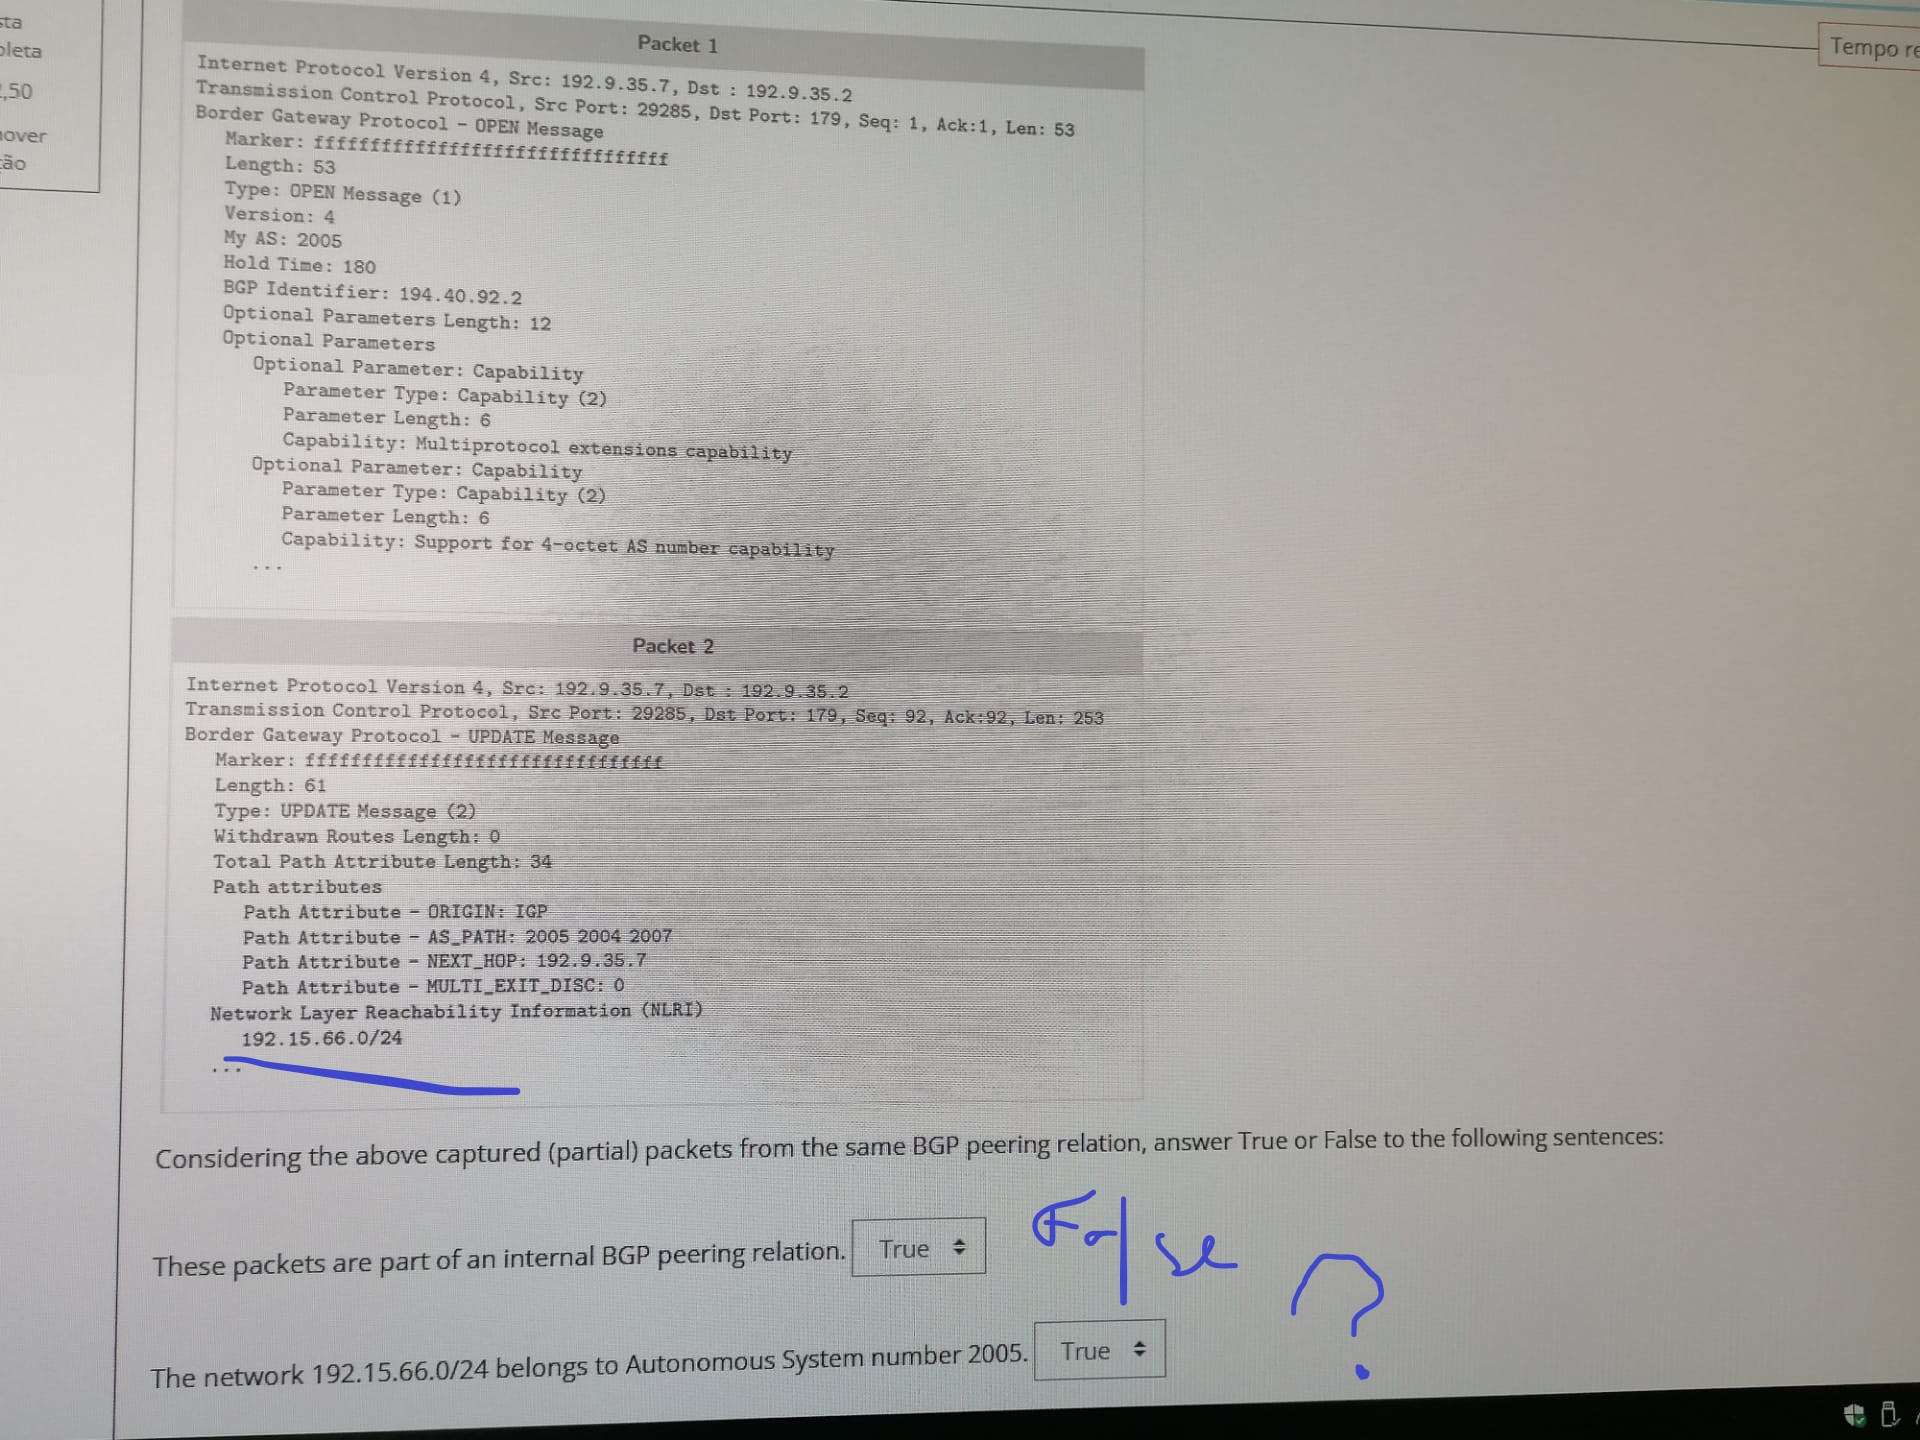 Tempo
,50
Packet 1
Internet Protocol Version 4, Src: 192.9.35.7, Dst : 192.9.35.2
Transmission Control Protocol, Src Port: 29285, Dst Port: 179, Seq: 1, Ack:1, Len: 53
Border Gateway Protocol - OPEN Message
Marker: ffffffffffffffffffffffffffffffff
Length: 53
Type: OPEN Message (1)
Version: 4
My AS: 2005
Hold Time: 180
BGP Identifier: 194.40.92.2
Optional Parameters Length: 12
Optional Parameters
Optional Parameter: Capability
Parameter Type: Capability (2)
Parameter Length: 6
Capability: Multiprotocol extensions capability
Optional Parameter: Capability
Parameter Type: Capability (2)
Parameter Length: 6
Capability: Support for 4-octet AS number capability
...
Packet 2
Internet Protocol Version 4, Src: 192.9.35.7, Dst : 192.9.35.2
Transmission Control Protocol, Src Port: 29285, Dst Port: 179, Seq: 92, Ack:92, Len: 253
Border Gateway Protocol - UPDATE Message
Marker: ffffffffffffffffffffffffffffffff
Length: 61
Type: UPDATE Message (2)
Withdrawn Routes Length: 0
Total Path Attribute Length: 34
Path attributes
Path Attribute - ORIGIN: IGP
Path Attribute - AS_PATH: 2005 2004 2007
Path Attribute - NEXT_HOP: 192.9.35.7
Path Attribute - MULTI_EXIT_DISC: 0
Network Layer Reachability Information (NLRI)
192.15.66.0/24
...
Considering the above captured (partial) packets from the same BGP peering relation, answer True or False to the following sentences:
These packets are part of an internal BGP peering relation. True False ?
The network 192.15.66.0/24 belongs to Autonomous System number 2005. True